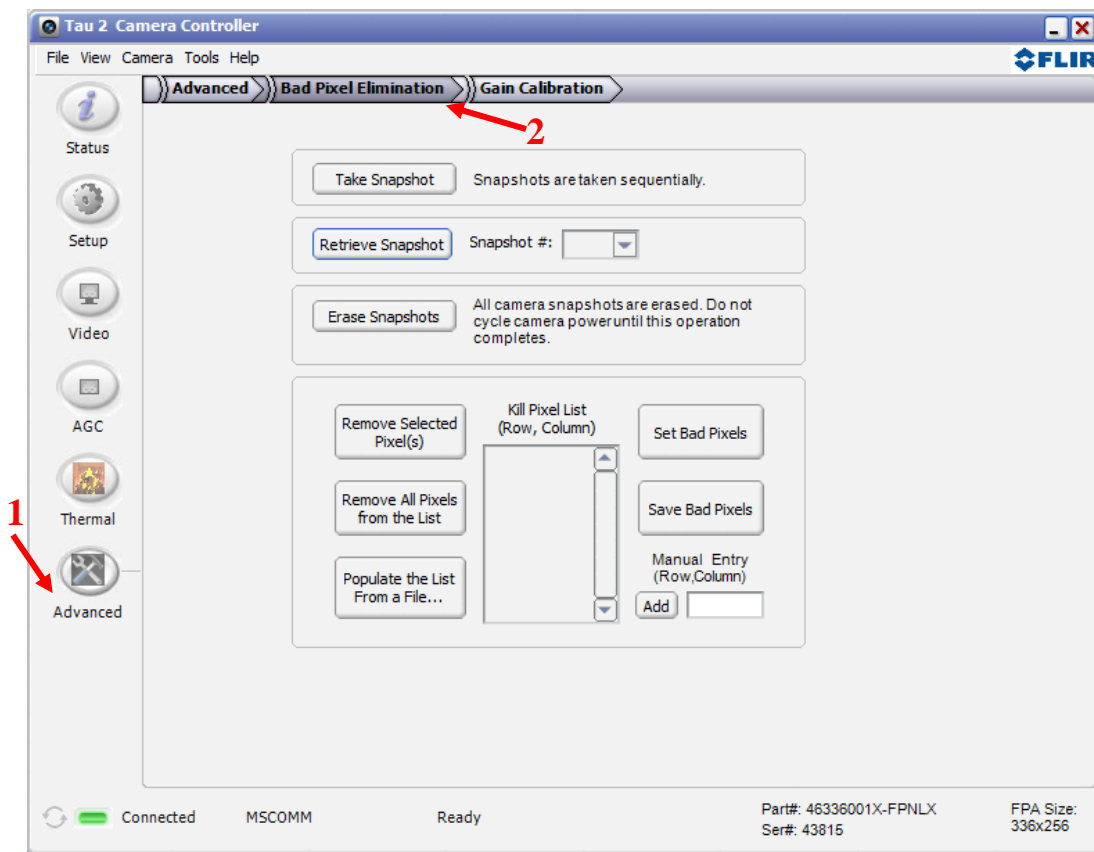 Tau 2 Camera Controller
File View Camera Tools Help
FLIR
Advanced Bad Pixel Elimination Gain Calibration
2
Status
Setup
Video
AGC
Thermal
1
Advanced
Take Snapshot
Snapshots are taken sequentially.
Retrieve Snapshot
Snapshot #:
Erase Snapshots
All camera snapshots are erased. Do not
cycle camera power until this operation
completes.
Remove Selected
Pixel(s)
Remove All Pixels
from the List
Populate the List
From a File...
Kill Pixel List
(Row, Column)
Set Bad Pixels
Save Bad Pixels
Manual Entry
(Row,Column)
Add
Connected
MSCOMM
Ready
Part#: 46336001X-FPNLX
Ser#: 43815
FPA Size:
336x256